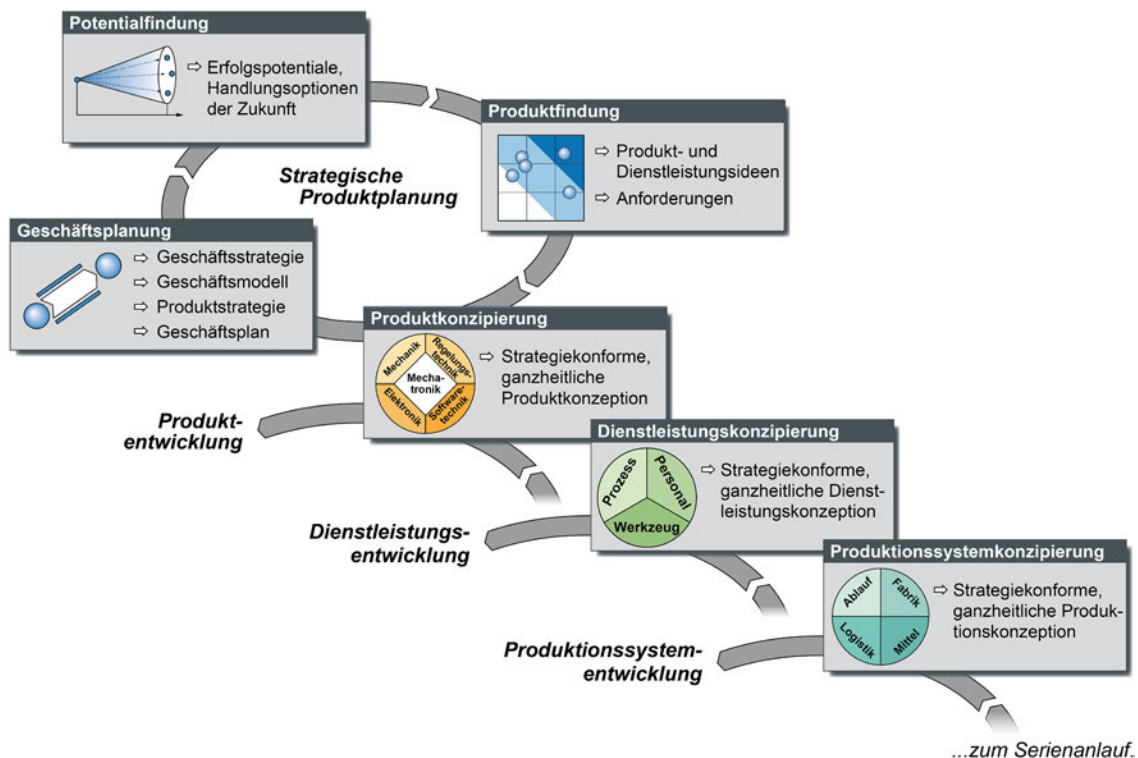 Potentialfindung
⇨ Erfolgspotentiale,
Handlungsoptionen
der Zukunft
Produktfindung
⇨ Produkt- und
Dienstleistungsideen
⇨ Anforderungen
Strategische
Produktplanung
Geschäftsplanung
⇨ Geschäftsstrategie
⇨ Geschäftsmodell
⇨ Produktstrategie
⇨ Geschäftsplan
Produktkonzipierung
Mechanik
Regelungs-
technik
Mecha-
tronik
Elektronik
Software-
technik
⇨ Strategiekonforme,
ganzheitliche
Produktkonzeption
Produkt-
entwicklung
Dienstleistungskonzipierung
Prozess
Personal
Werkzeug
⇨ Strategiekonforme,
ganzheitliche Dienst-
leistungskonzeption
Dienstleistungs-
entwicklung
Produktionssystemkonzipierung
Ablauf
Fabrik
Logistik
Mittel
⇨ Strategiekonforme,
ganzheitliche Produk-
tionskonzeption
Produktionssystem-
entwicklung
...zum Serienanlauf.